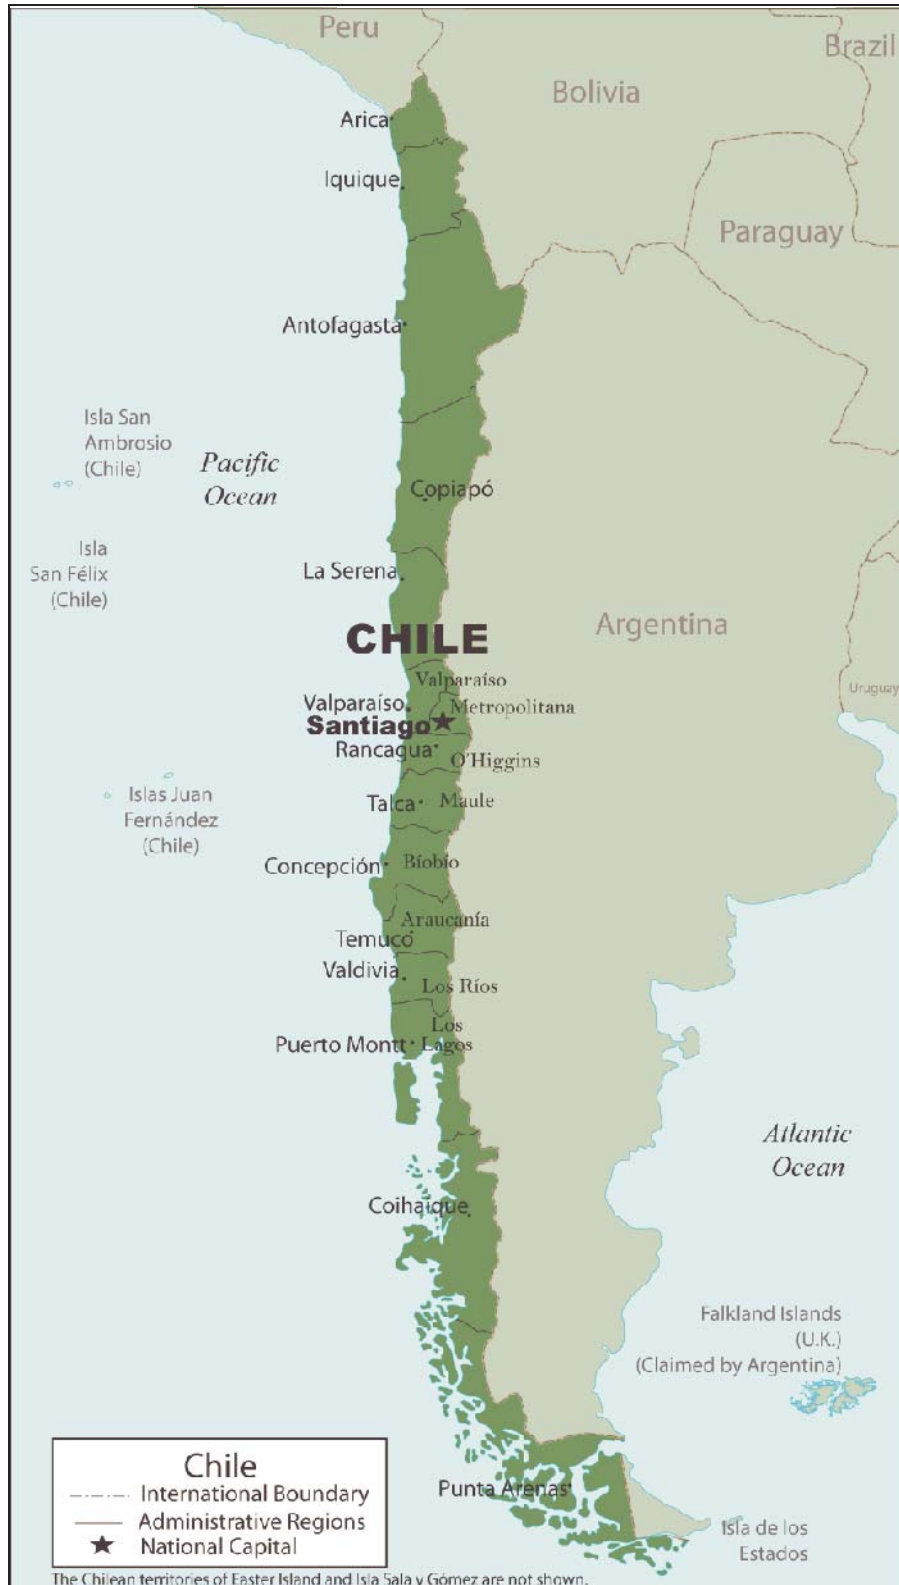 Peru
Brazil
Bolivia
Arica
Iquique
Paraguay
Antofagasta
Isla San
Ambrosio
(Chile)
Pacific
Ocean
Copiapó
Isla
San Félix
(Chile)
La Serena
CHILE
Argentina
Valparaíso
Uruguay
Valparaíso
Metropolitana
Santiago
Rancagua
O'Higgins
Islas Juan
Fernández
(Chile)
Talca
Maule
Concepción
Bíobío
Araucanía
Temuco
Valdivia
Los Ríos
Los
Lagos
Puerto Montt
Atlantic
Ocean
Coihaique
Falkland Islands
(U.K.)
(Claimed by Argentina)
Punta Arenas
Isla de los
Estados
Chile
International Boundary
Administrative Regions
National Capital
The Chilean territories of Easter Island and Isla Sala y Gómez are not shown.